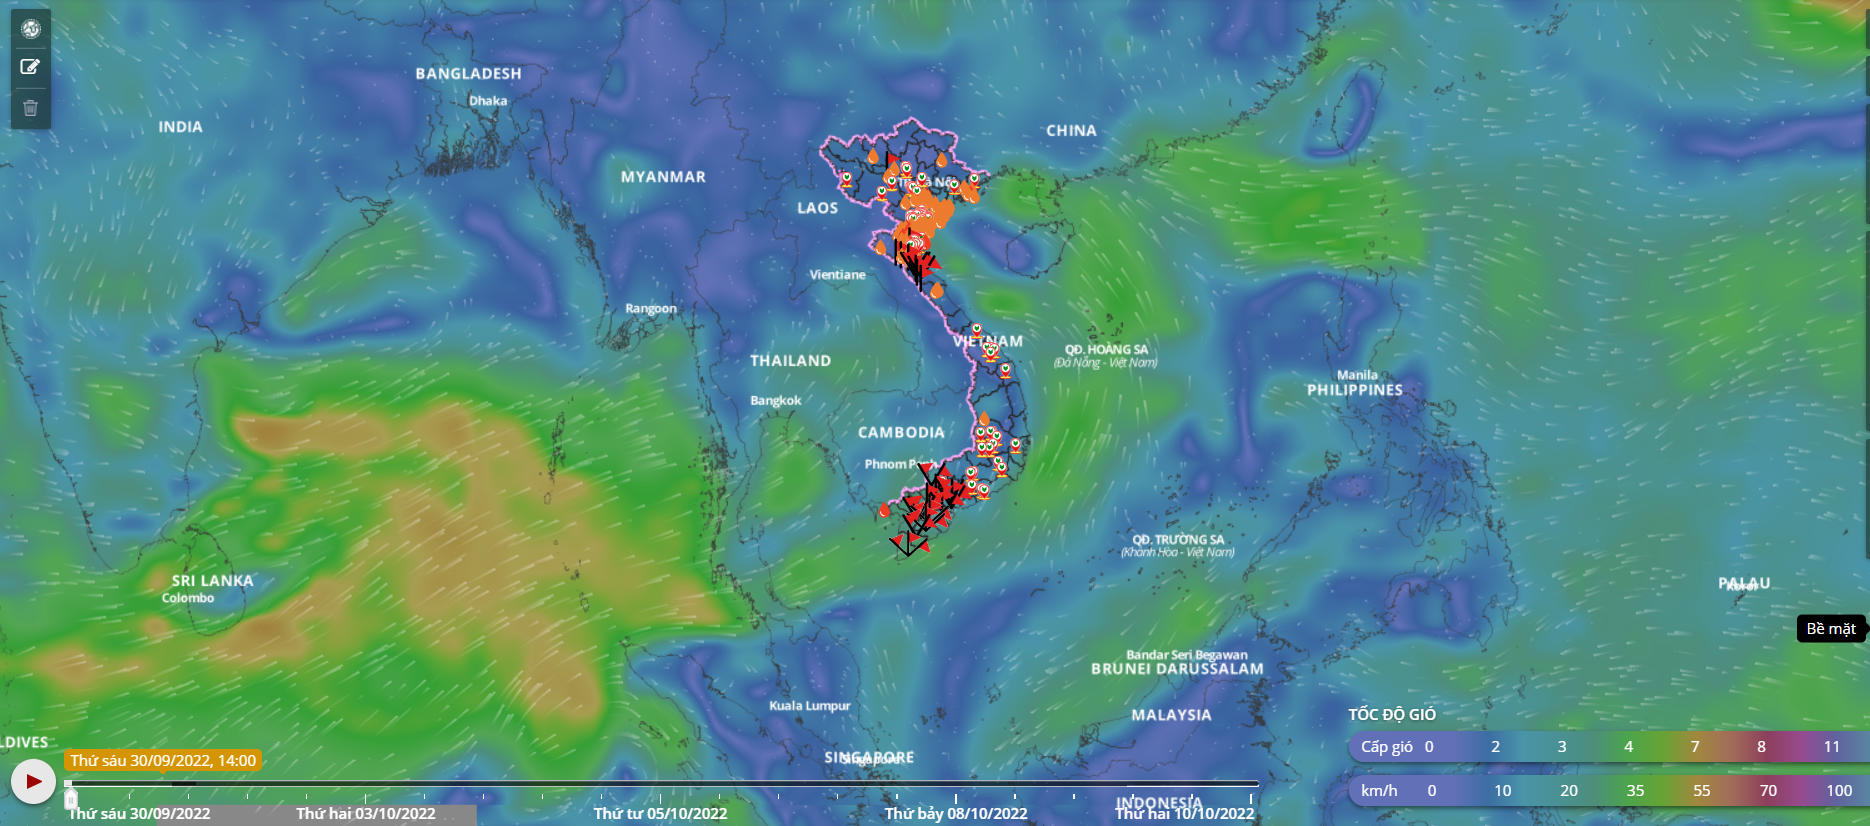 BANGLADESH
Dhaka
INDIA
CHINA
MYANMAR
LAOS
Hà Nội
Vientiane
Rangoon
VIETNAM
QĐ. HOÀNG SA
(Đà Nẵng - Việt Nam)
THAILAND
Manila
PHILIPPINES
Bangkok
CAMBODIA
Phnom Penh
QĐ. TRƯỜNG SA
(Khánh Hòa - Việt Nam)
SRI LANKA
Colombo
PALAU
Koror
Bề mặt
Bandar Seri Begawan
BRUNEI DARUSSALAM
Kuala Lumpur
MALAYSIA
TỐC ĐỘ GIÓ
LDIVES
Cấp gió 0 2 3 4 7 8 11
SINGAPORE
Singapore
Thứ sáu 30/09/2022, 14:00
km/h 0 10 20 35 55 70 100
INDONESIA
Thứ sáu 30/09/2022 Thứ hai 03/10/2022 Thứ tư 05/10/2022 Thứ bảy 08/10/2022 Thứ hai 10/10/2022